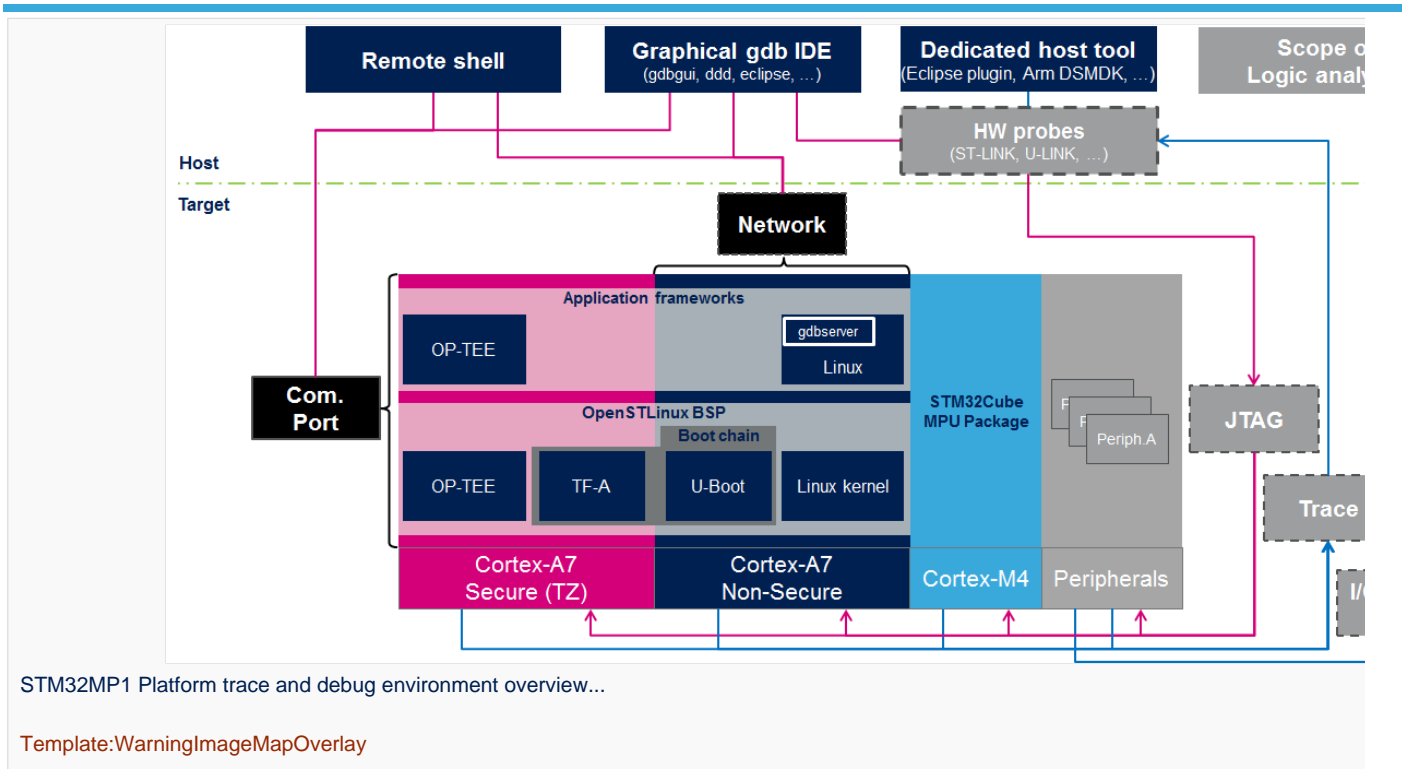 Remote shell
Graphical gdb IDE
(gdbgui, ddd, eclipse, …)
Dedicated host tool
(Eclipse plugin, Arm DSMDK, …)
Scope
Logic
HW probes
(ST-LINK, U-LINK, …)
Host
Target
Network
Application frameworks
OP-TEE
gdbserver
Linux
Com.
Port
OpenSTLinux BSP
Boot chain
OP-TEE
TF-A
U-Boot
Linux kernel
STM32Cube
MPU Package
Periph.A
JTAG
Trace
Cortex-A7
Secure (TZ)
Cortex-A7
Non-Secure
Cortex-M4
Peripherals
STM32MP1 Platform trace and debug environment overview...
Template:WarningImageMapOverlay